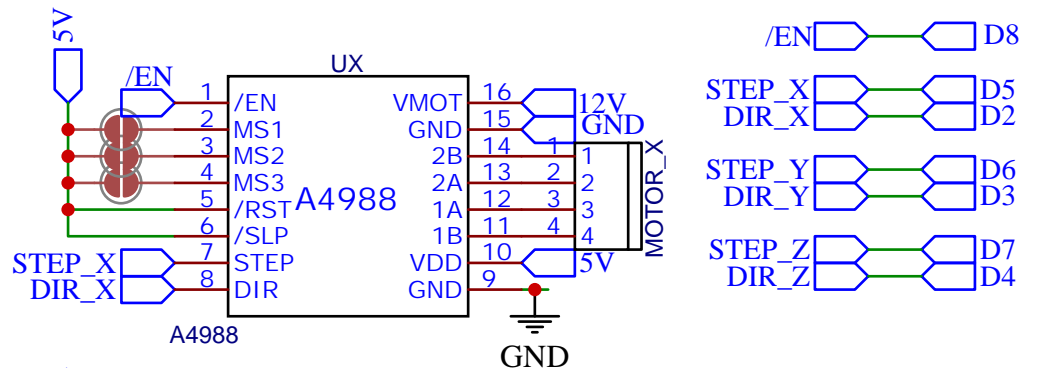 5V
/EN
UX
1 /EN VMOT 16 12V
2 MS1 GND 15 GND
3 MS2 2B 14 1 1
4 MS3 2A 13 2 2
5 /RST A4988 1A 12 3 3
6 /SLP 1B 11 4 4
7 STEP VDD 10 5V
8 DIR GND 9
STEP_X
DIR_X
MOTOR_X
A4988
GND
/EN D8
STEP_X D5
DIR_X D2
STEP_Y D6
DIR_Y D3
STEP_Z D7
DIR_Z D4